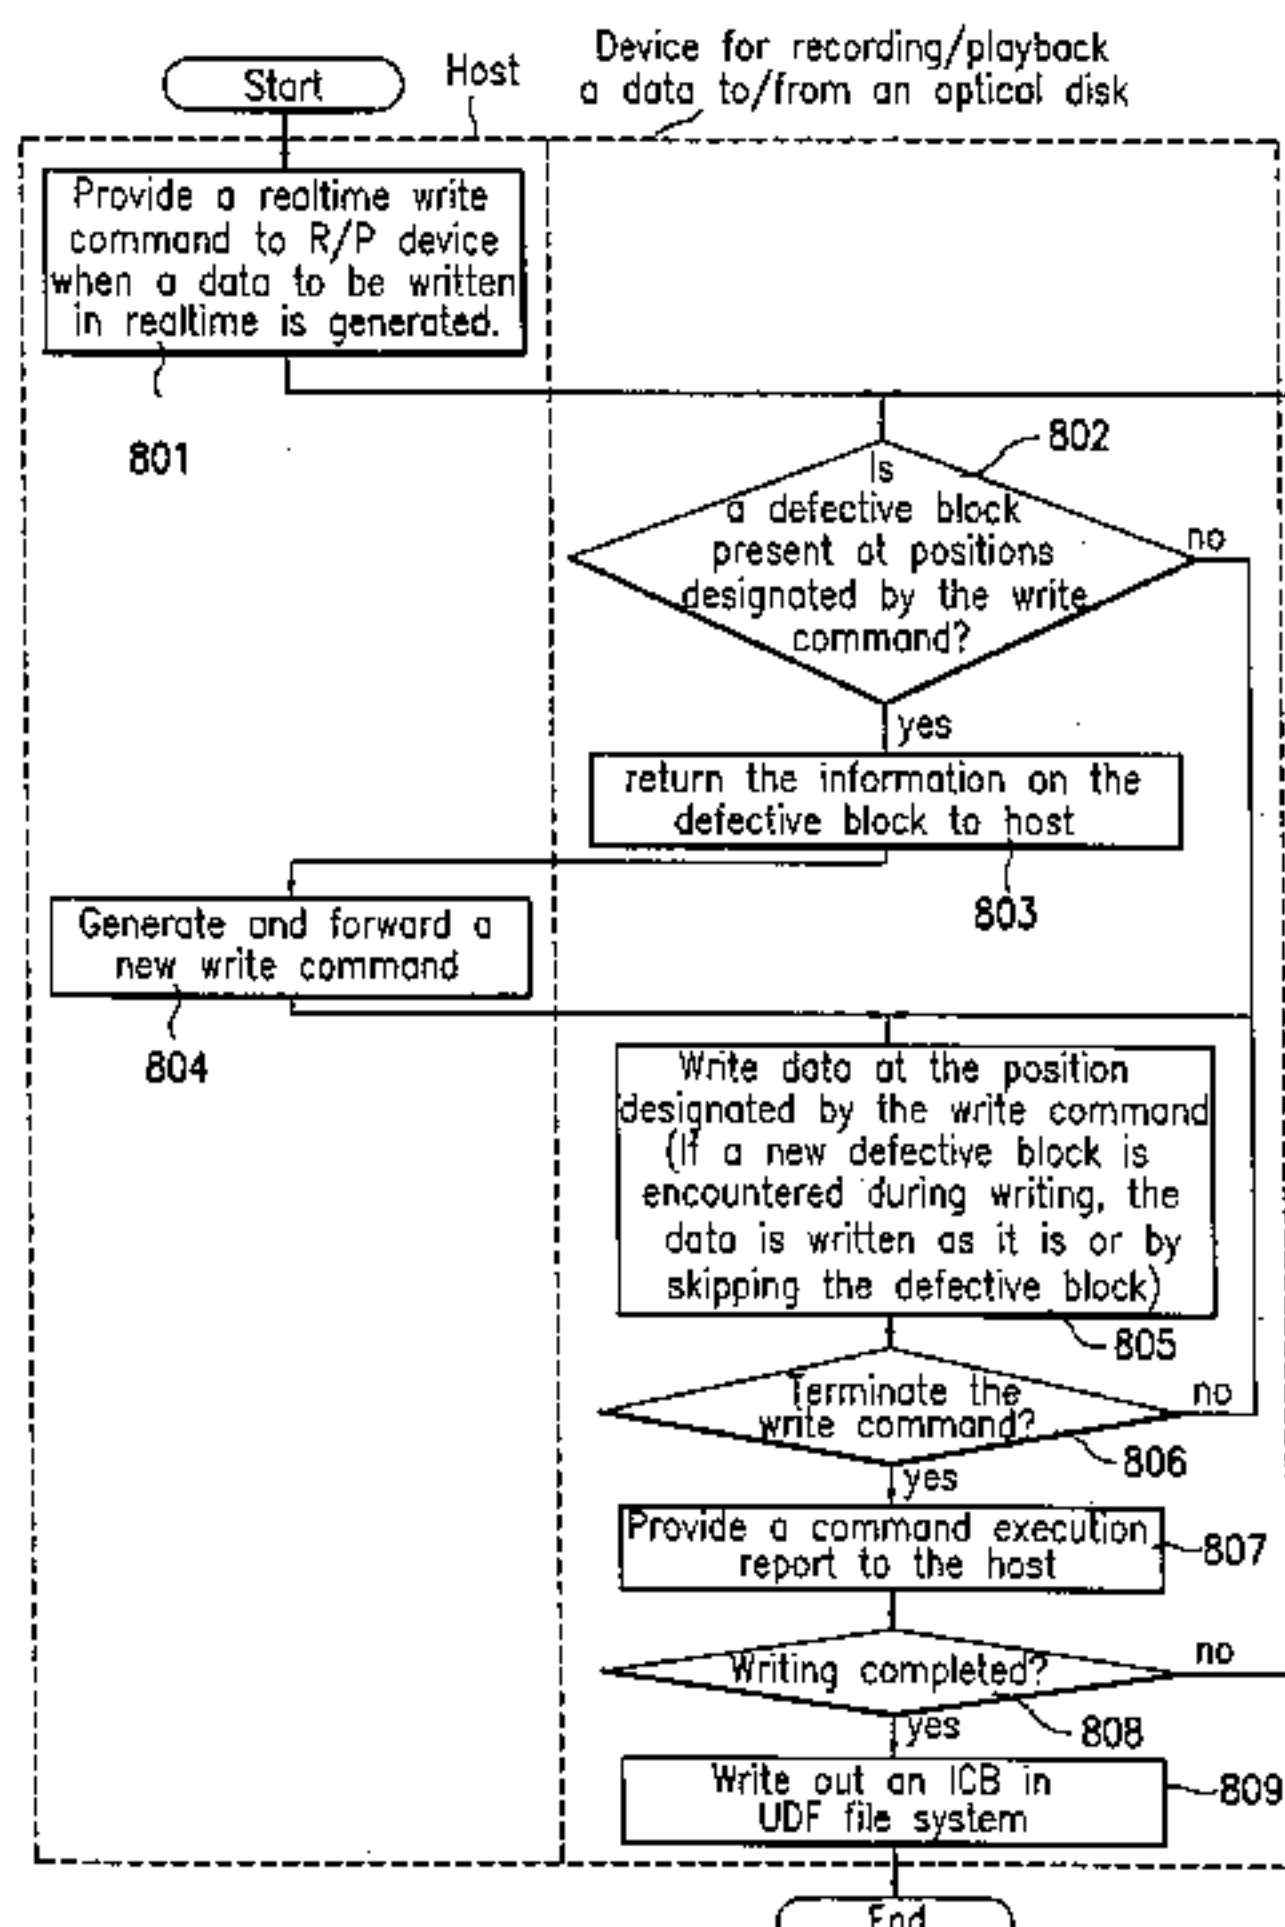 Start
Host
Device for recording/playback
a data to/from an optical disk
Provide a realtime write
command to R/P device
when a data to be written
in realtime is generated.
801
802
Is
a defective block
present at positions
designated by the write
command?
no
yes
return the information on the
defective block to host
803
Generate and forward a
new write command
804
Write data at the position
designated by the write command
(If a new defective block is
encountered during writing, the
data is written as it is or by
skipping the defective block)
805
Terminate the
write command?
no
806
yes
Provide a command execution
report to the host
807
Writing completed?
no
808
yes
Write out an ICB in
UDF file system
809
End